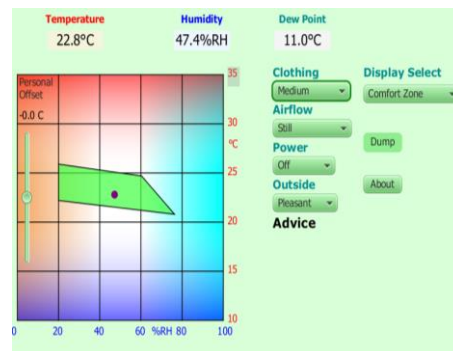 Temperature Humidity Dew Point
22.8°C 47.4%RH 11.0°C
Personal
Offset
-0.0 C
35
30
°C
25
20
15
10
0 20 40 60 %RH 80 100
Clothing
Medium
Airflow
Still
Power
Off
Outside
Pleasant
Advice
Display Select
Comfort Zone
Dump
About